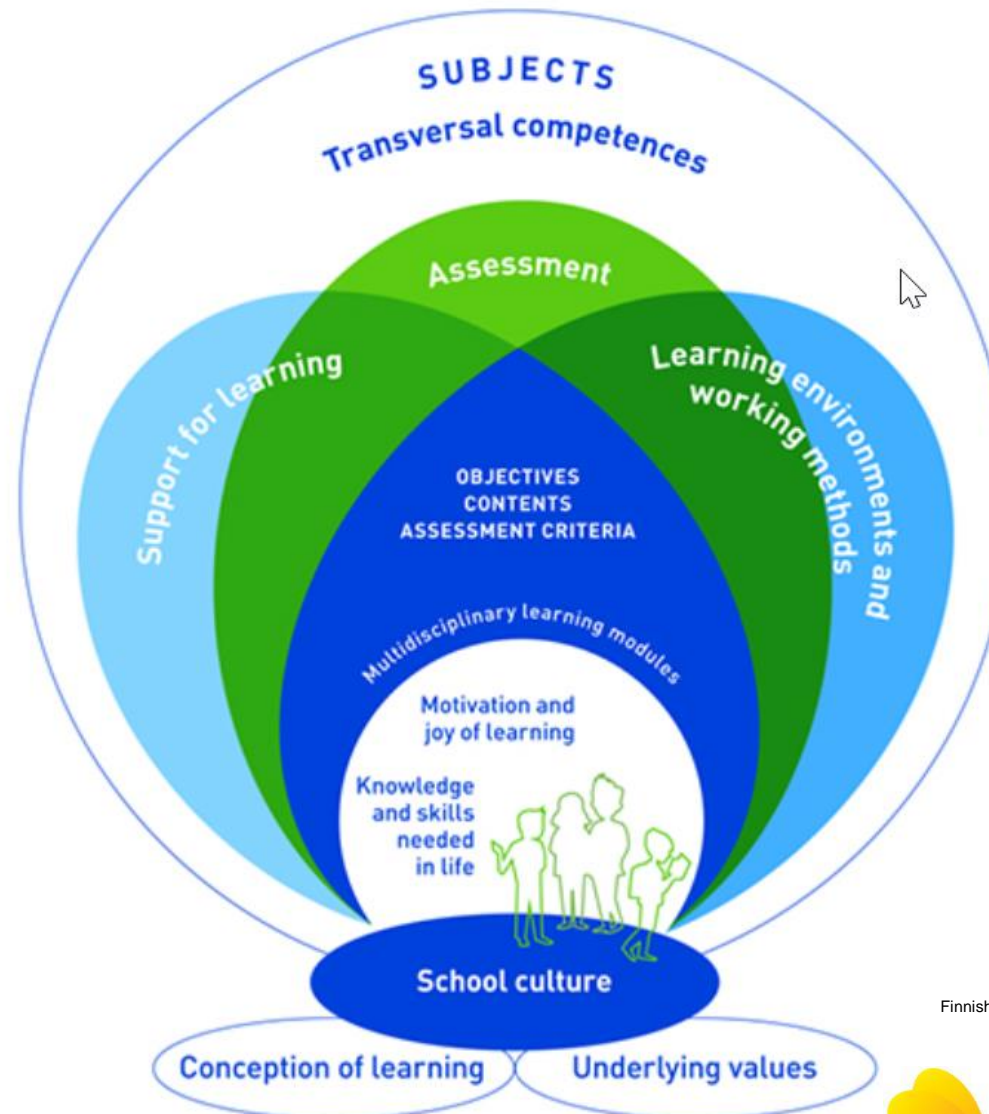 SUBJECTS
Transversal competences
Assessment
Support for learning
Learning environments and
working methods
OBJECTIVES
CONTENTS
ASSESSMENT CRITERIA
Multidisciplinary learning modules
Motivation and
joy of learning
Knowledge
and skills
needed
in life
School culture
Finnish
Conception of learning
Underlying values